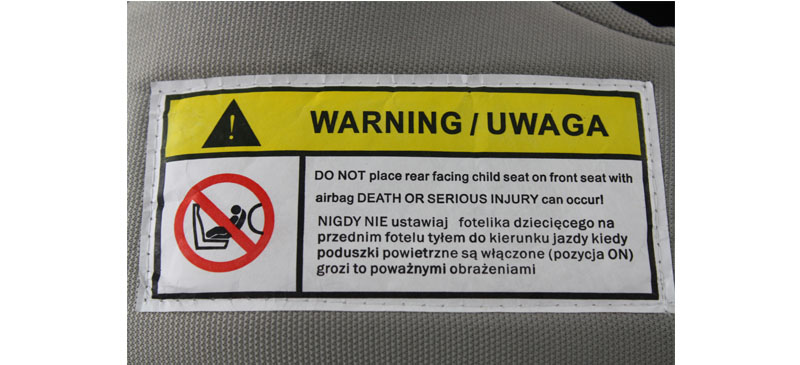 WARNING / UWAGA
DO NOT place rear facing child seat on front seat with
airbag DEATH OR SERIOUS INJURY can occur!
NIGDY NIE ustawiaj fotelika dziecięcego na
przednim fotelu tyłem do kierunku jazdy kiedy
poduszki powietrzne są włączone (pozycja ON)
grozi to poważnymi obrażeniami